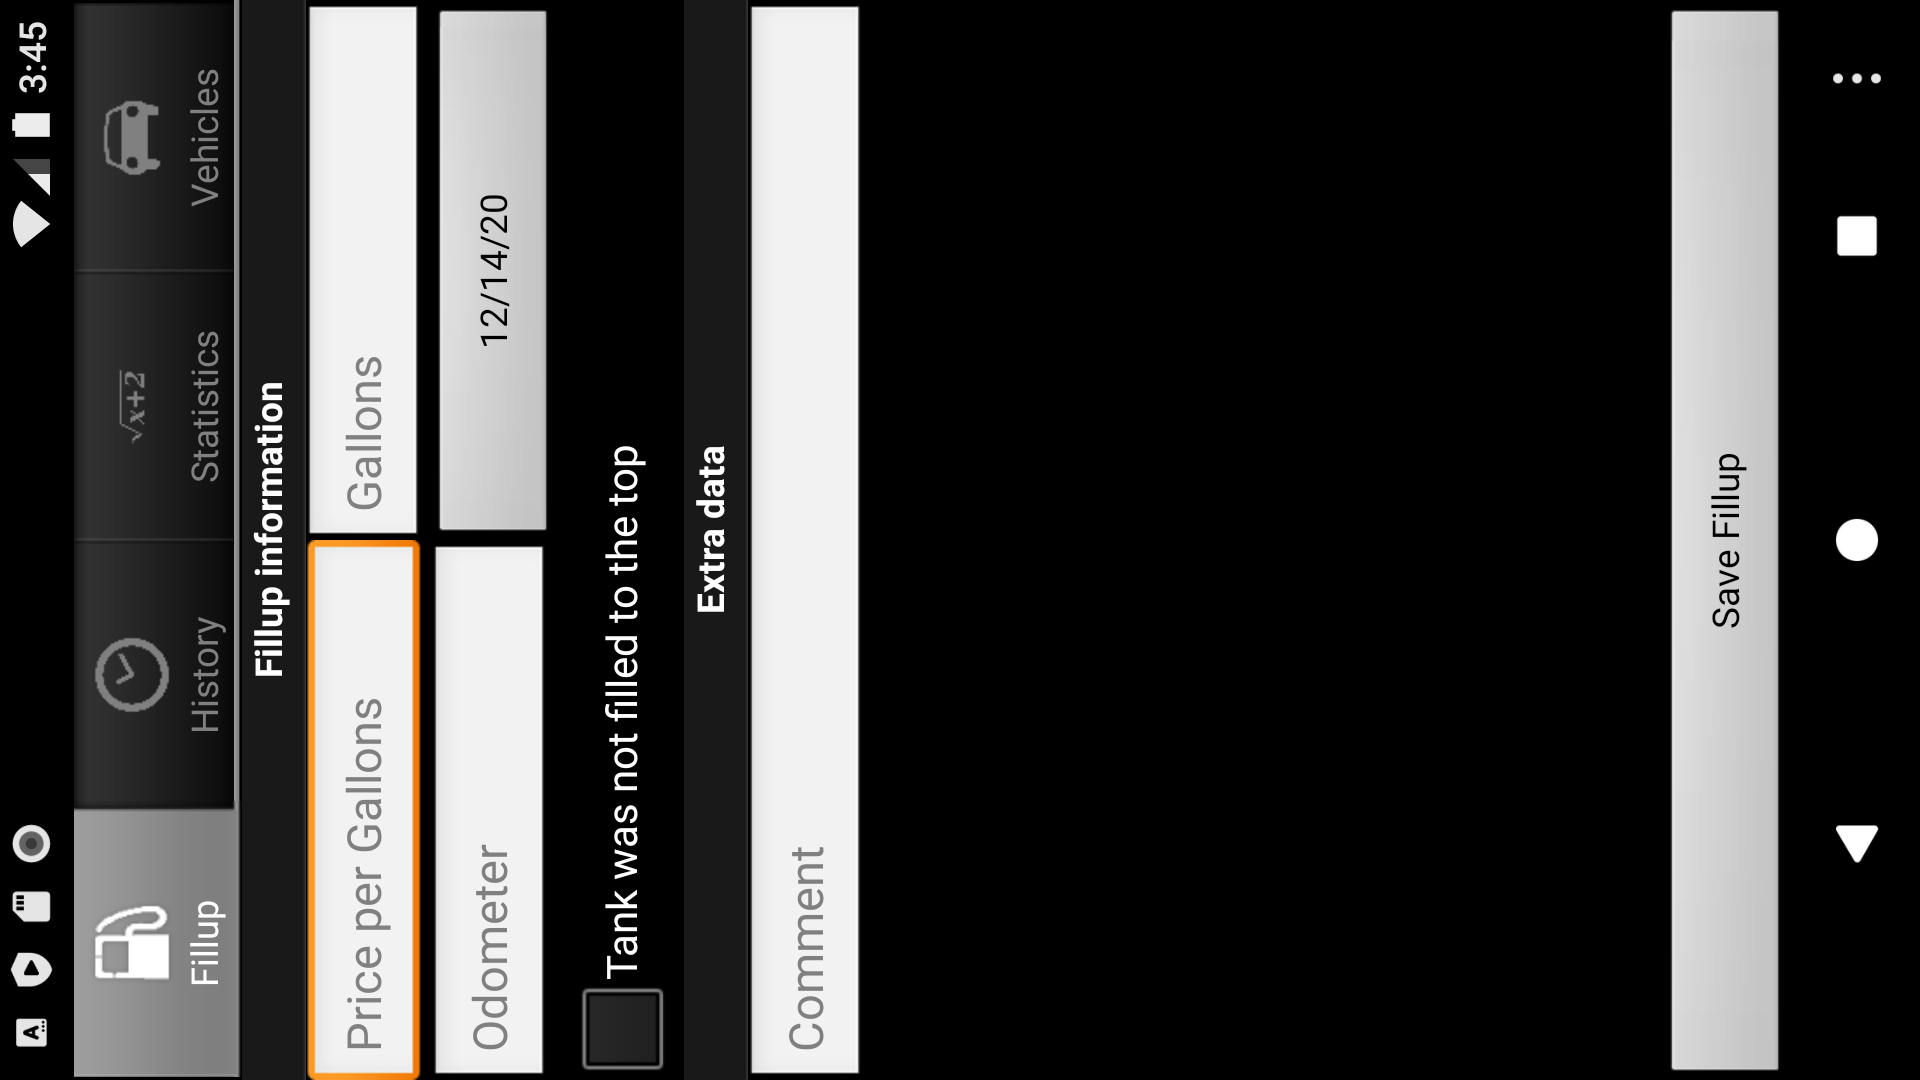 3:45
Fillup
History
√x+2
Statistics
Vehicles
Fillup information
Price per Gallons
Gallons
Odometer
12/14/20
Tank was not filled to the top
Extra data
Comment
Save Fillup